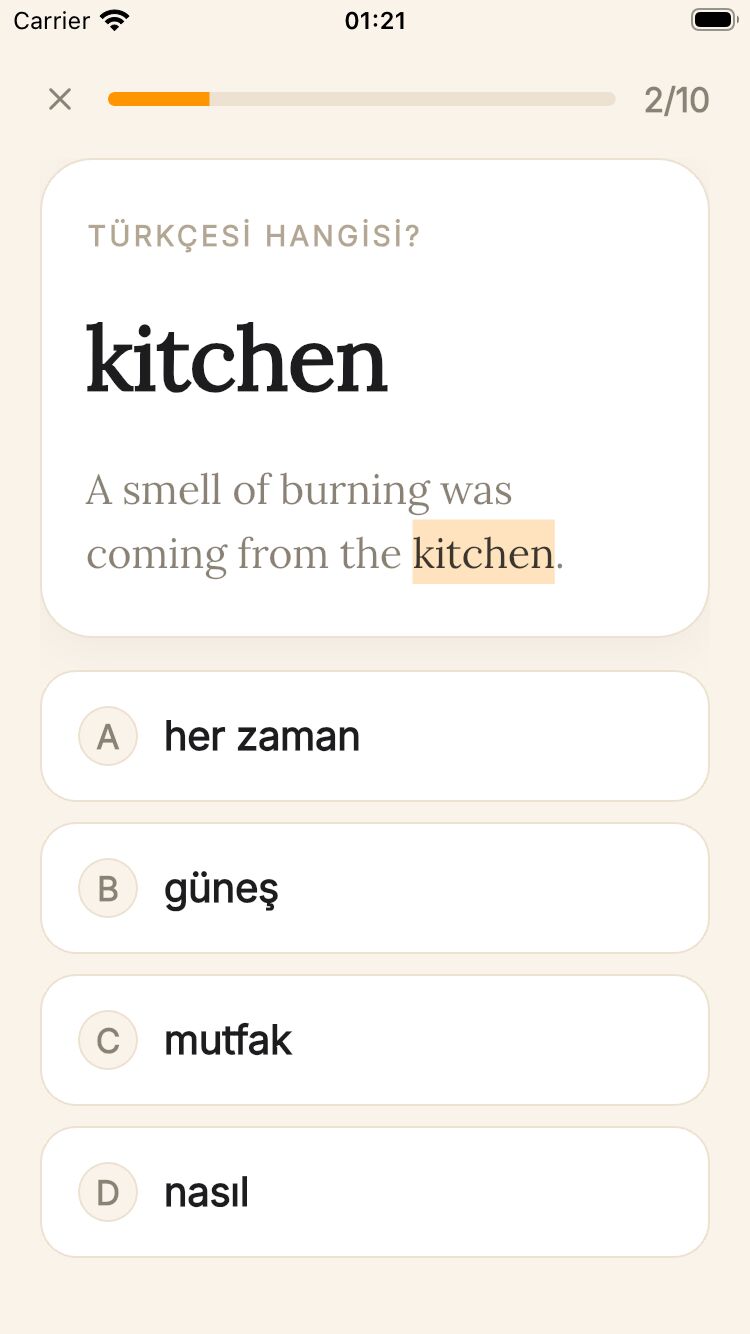 Carrier 01:21
2/10
TÜRKÇESİ HANGİSİ?
kitchen
A smell of burning was
coming from the kitchen.
A her zaman
B güneş
C mutfak
D nasıl